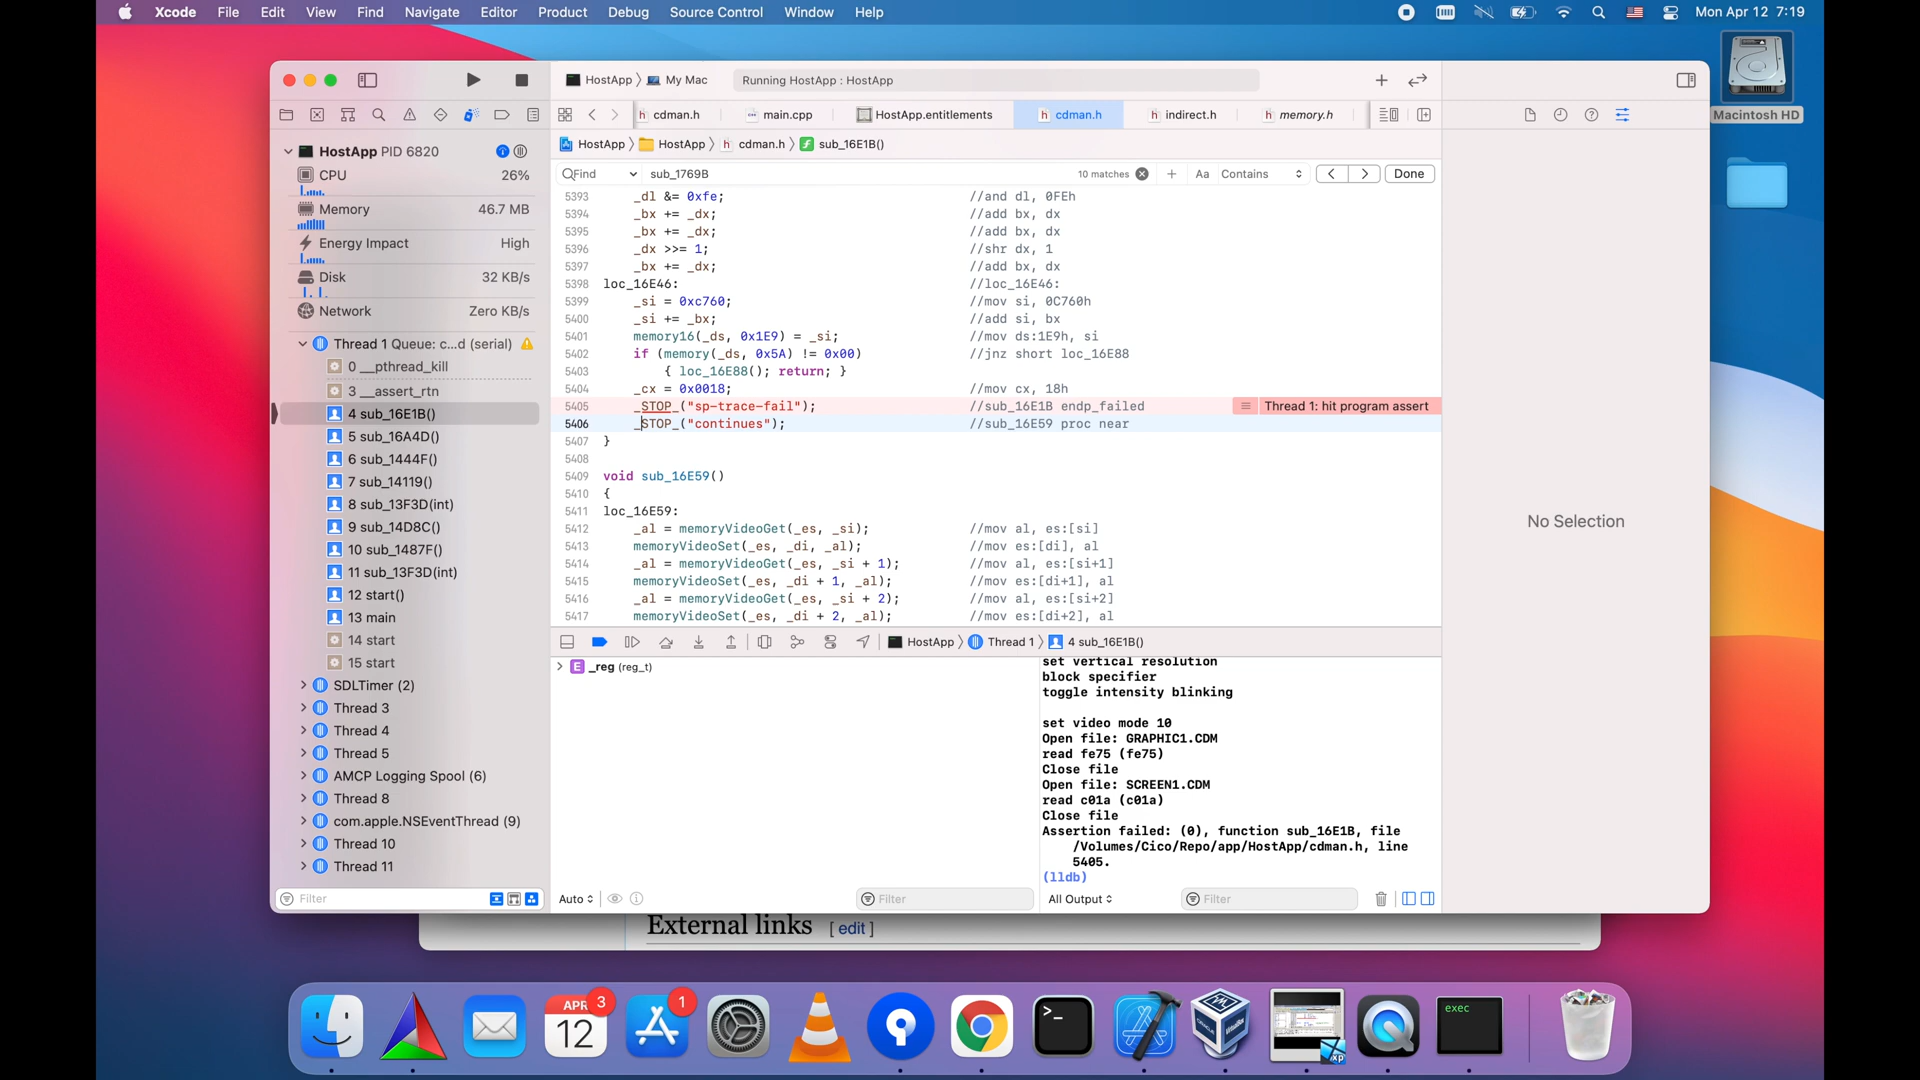 Xcode File Edit View Find Navigate Editor Product Debug Source Control Window Help Mon Apr 12 7:19
Macintosh HD
HostApp My Mac Running HostApp : HostApp
cdman.h main.cpp HostApp.entitlements cdman.h indirect.h memory.h
HostApp HostApp cdman.h sub_16E1B()
Find sub_1769B 10 matches Aa Contains Done
HostApp PID 6820
CPU 26%
Memory 46.7 MB
Energy Impact High
Disk 32 KB/s
Network Zero KB/s
Thread 1 Queue: c...d (serial)
0 __pthread_kill
3 __assert_rtn
4 sub_16E1B()
5 sub_16A4D()
6 sub_1444F()
7 sub_14119()
8 sub_13F3D(int)
9 sub_14D8C()
10 sub_1487F()
11 sub_13F3D(int)
12 start()
13 main
14 start
15 start
SDLTimer (2)
Thread 3
Thread 4
Thread 5
AMCP Logging Spool (6)
Thread 8
com.apple.NSEventThread (9)
Thread 10
Thread 11
Filter
5393 _dl &= 0xfe; //and dl, 0FEh
5394 _bx += _dx; //add bx, dx
5395 _bx += _dx; //add bx, dx
5396 _dx >>= 1; //shr dx, 1
5397 _bx += _dx; //add bx, dx
5398 loc_16E46: //loc_16E46:
5399 _si = 0xc760; //mov si, 0C760h
5400 _si += _bx; //add si, bx
5401 memory16(_ds, 0x1E9) = _si; //mov ds:1E9h, si
5402 if (memory(_ds, 0x5A) != 0x00) //jnz short loc_16E88
5403 { loc_16E88(); return; }
5404 _cx = 0x0018; //mov cx, 18h
5405 _STOP_("sp-trace-fail"); //sub_16E1B endp_failed Thread 1: hit program assert
5406 _STOP_("continues"); //sub_16E59 proc near
5407 }
5408
5409 void sub_16E59()
5410 {
5411 loc_16E59:
5412 _al = memoryVideoGet(_es, _si); //mov al, es:[si]
5413 memoryVideoSet(_es, _di, _al); //mov es:[di], al
5414 _al = memoryVideoGet(_es, _si + 1); //mov al, es:[si+1]
5415 memoryVideoSet(_es, _di + 1, _al); //mov es:[di+1], al
5416 _al = memoryVideoGet(_es, _si + 2); //mov al, es:[si+2]
5417 memoryVideoSet(_es, _di + 2, _al); //mov es:[di+2], al
No Selection
HostApp Thread 1 4 sub_16E1B()
E _reg (reg_t)
set vertical resolution
block specifier
toggle intensity blinking
set video mode 10
Open file: GRAPHIC1.CDM
read fe75 (fe75)
Close file
Open file: SCREEN1.CDM
read c01a (c01a)
Close file
Assertion failed: (0), function sub_16E1B, file
/Volumes/Cico/Repo/app/HostApp/cdman.h, line
5405.
(lldb)
Auto Filter All Output Filter
External links [ edit ]
APR 3
12
1
exec
xp